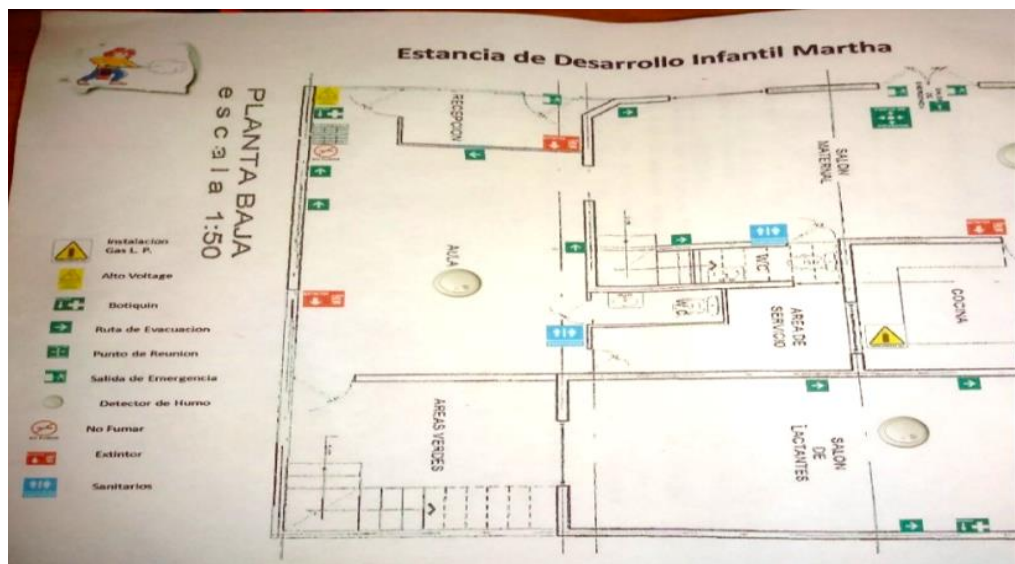 Estancia de Desarrollo Infantil Martha
PLANTA BAJA
escala 1:50
RECEPCION
SALON
MATERNAL
AULA
WC
WC
AREA DE
SERVICIO
COCINA
AREAS VERDES
SALON
DE
LACTANTES
Instalacion
Gas L. P.
Alto Voltage
Botiquin
Ruta de Evacuacion
Punto de Reunion
Salida de Emergencia
Detector de Humo
No Fumar
Extintor
Sanitarios